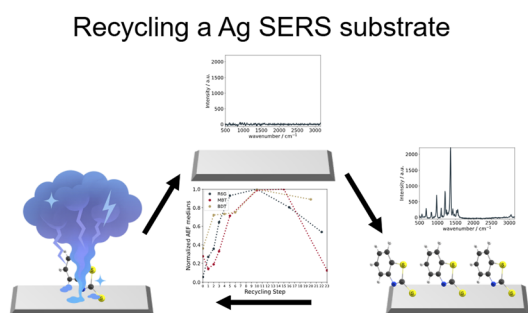 Recycling a Ag SERS substrate
Intensity / a.u.
2000
1500
1000
500
0
500 1000 1500 2000 2500 3000
wavenumber / cm⁻¹
Normalized AEF medians
1.0
0.8
0.6
0.4
0.2
0.0
R6G
MBT
BDT
0 1 2 3 4 5 6 7 8 9 10 11 12 13 14 15 16 17 18 19 20 21 22 23
Recycling Step
Intensity / a.u.
2000
1500
1000
500
0
500 1000 1500 2000 2500 3000
wavenumber / cm⁻¹